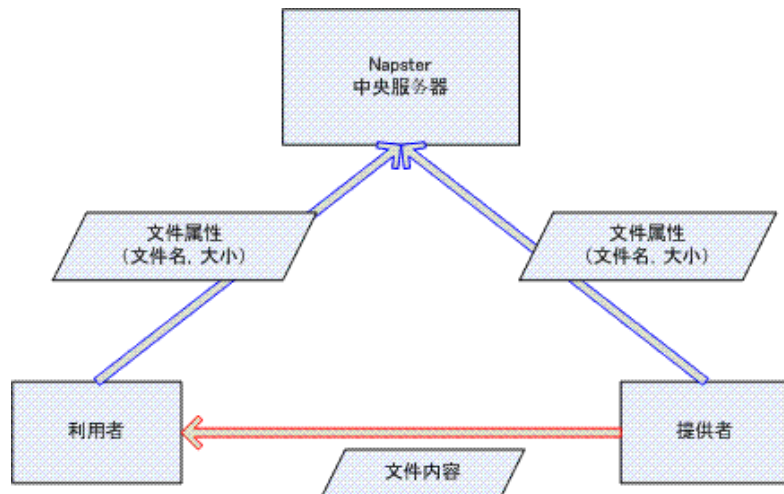 Napster
中央服务器
文件属性
（文件名, 大小）
文件属性
（文件名, 大小）
利用者
提供者
文件内容